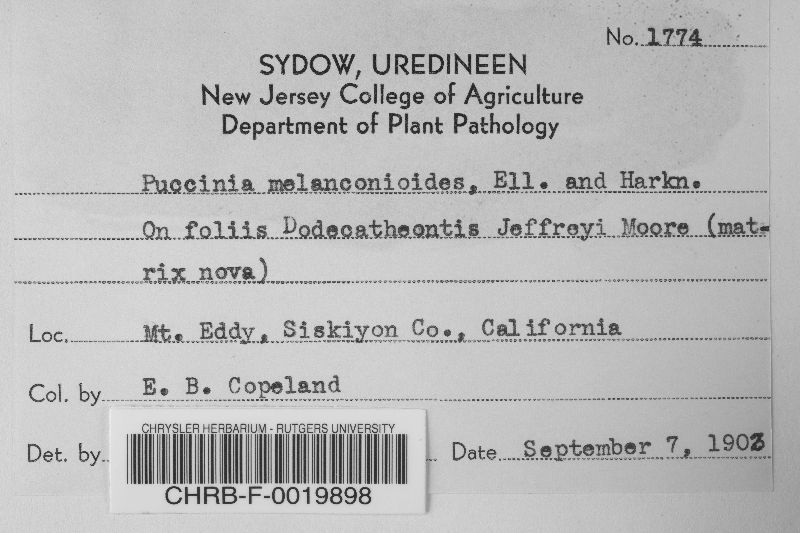 No. 1774
SYDOW, UREDINEEN
New Jersey College of Agriculture
Department of Plant Pathology
Puccinia melanconioides, Ell. and Harkn.
On foliis Dodecatheontis Jeffreyi Moore (mat-
rix nova)
Loc. Mt. Eddy, Siskiyon Co., California
Col. by E. B. Copeland
Det. by Date September 7, 1903
CHRYSLER HERBARIUM - RUTGERS UNIVERSITY
CHRB-F-0019898